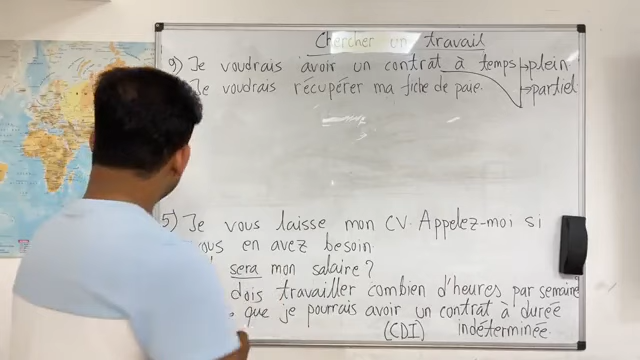 Chercher un travail
9) Je voudrais avoir un contrat à temps plein
partiel
Je voudrais récupérer ma fiche de paie.
5) Je vous laisse mon CV. Appelez-moi si
vous en avez besoin
sera mon salaire ?
dois travailler combien d'heures par semaine
que je pourrais avoir un contrat à durée
(CDI) indéterminée